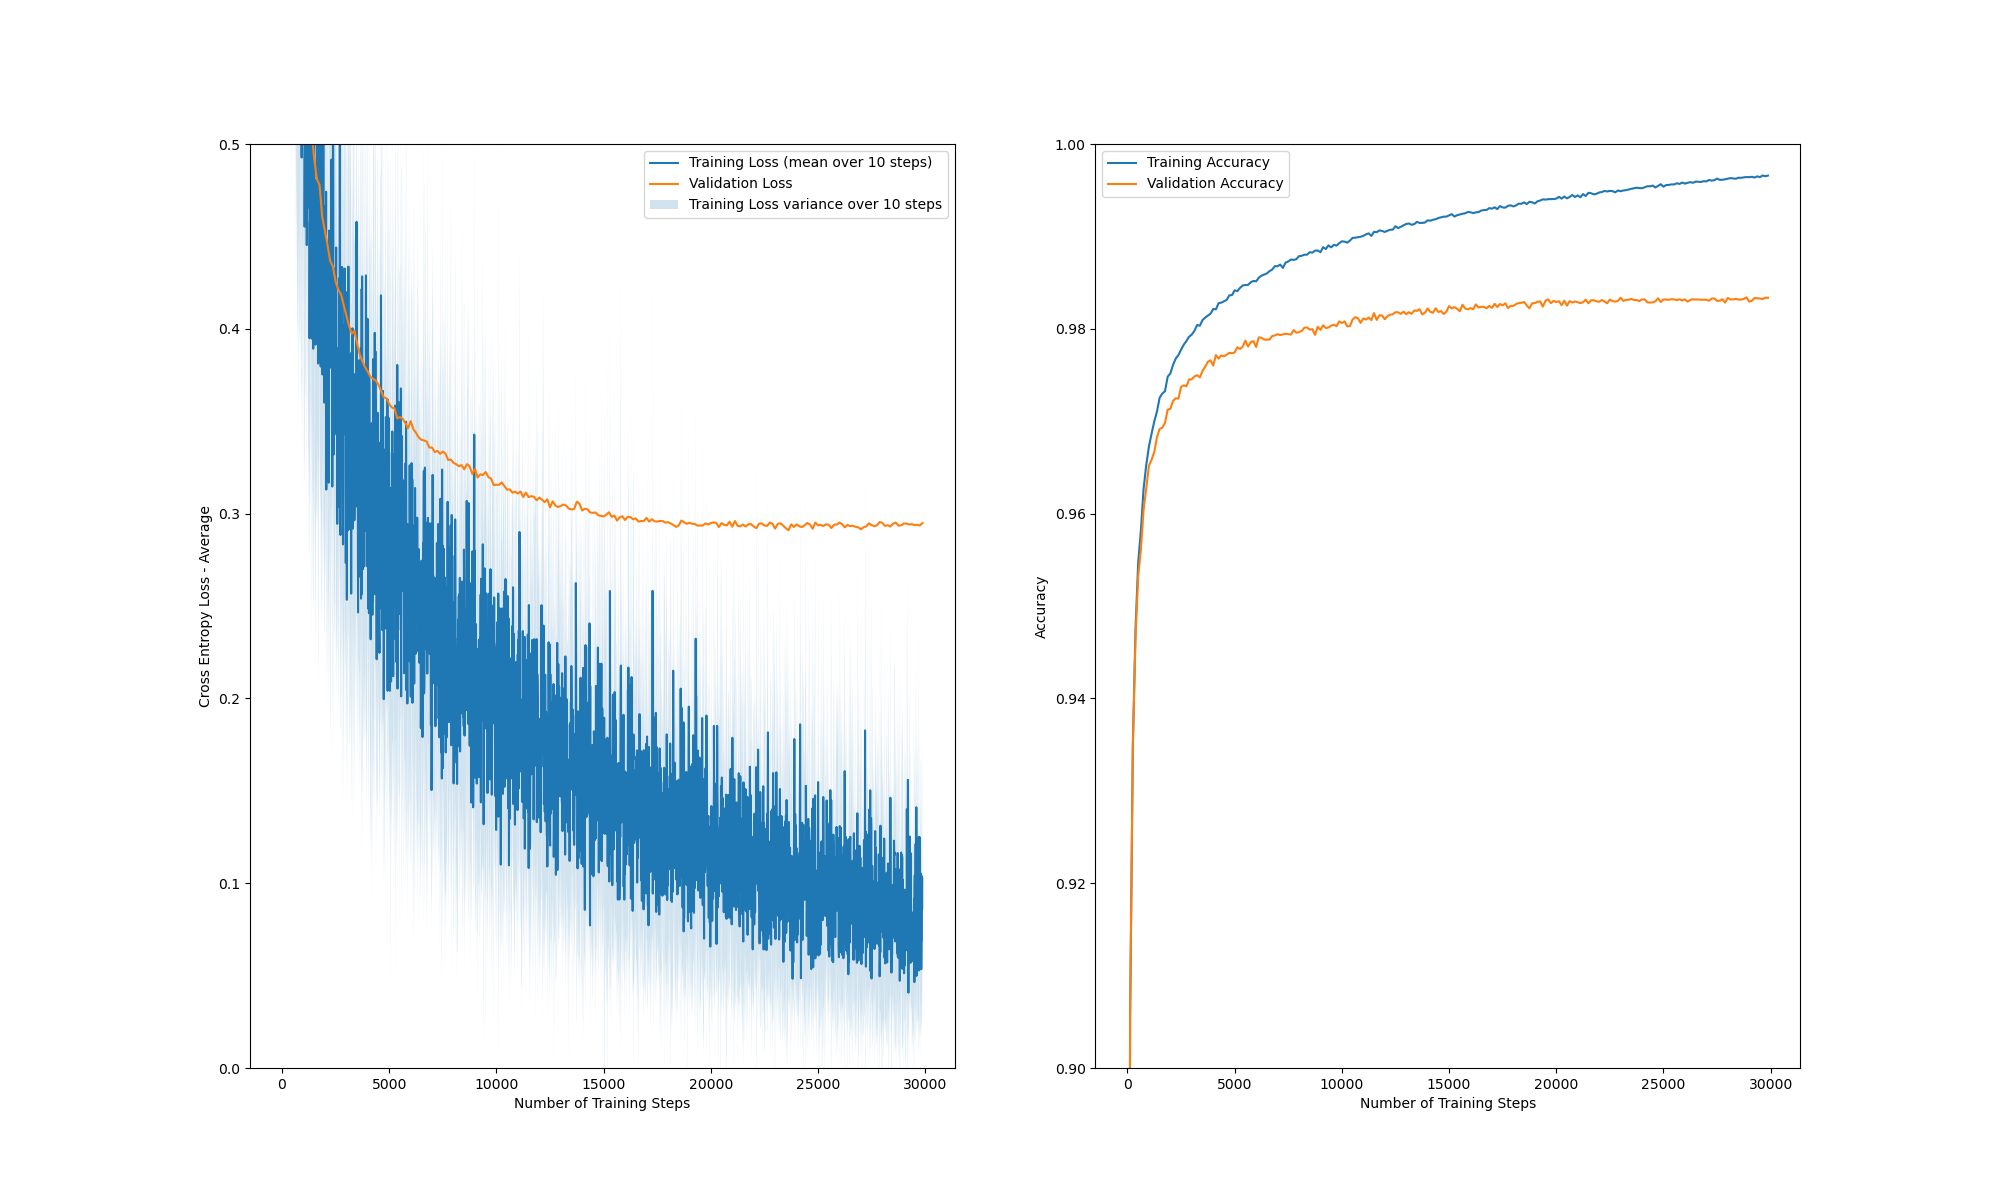 0.5
0.4
0.3
0.2
0.1
0.0
Cross Entropy Loss - Average
Training Loss (mean over 10 steps)
Validation Loss
Training Loss variance over 10 steps
0 5000 10000 15000 20000 25000 30000
Number of Training Steps
1.00
0.98
0.96
0.94
0.92
0.90
Accuracy
Training Accuracy
Validation Accuracy
0 5000 10000 15000 20000 25000 30000
Number of Training Steps